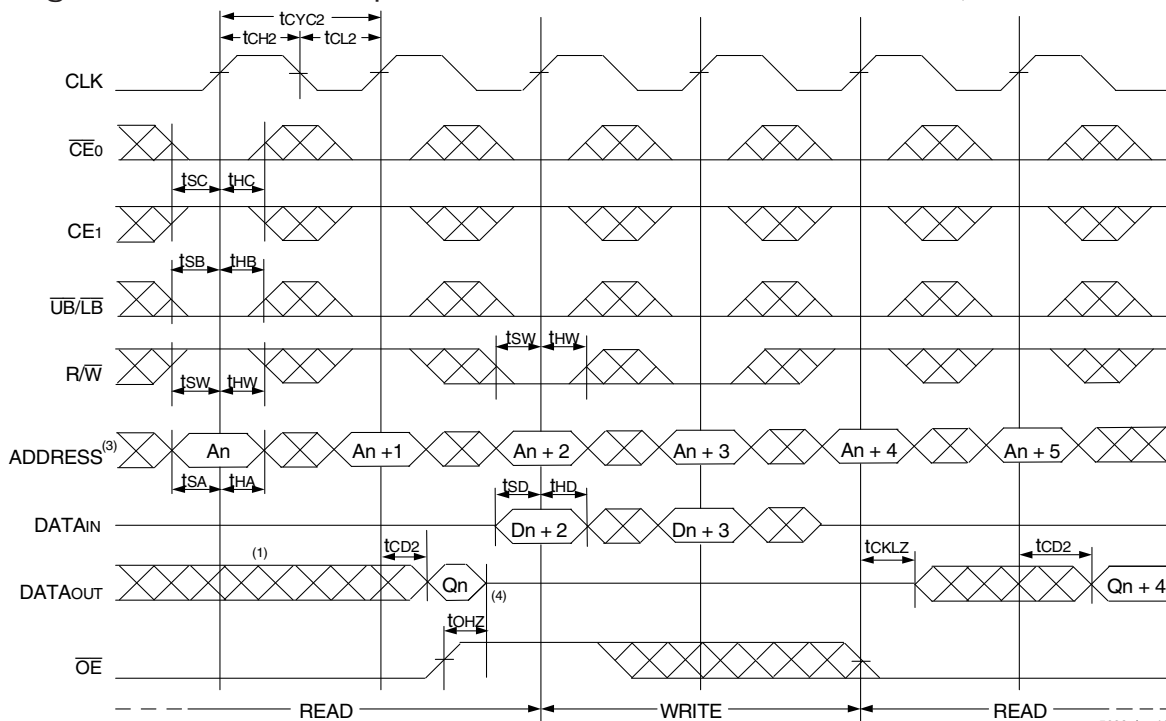 tCYC2
tCH2 tCL2
CLK
CE0
tSC tHC
CE1
tSB tHB
UB/LB
tSW tHW
R/W
tSW tHW
ADDRESS(3) An An +1 An + 2 An + 3 An + 4 An + 5
tSA tHA tSD tHD
DATAIN Dn + 2 Dn + 3
tCD2 tCKLZ tCD2
(1)
DATAOUT Qn (4) Qn + 4
tOHZ
OE
READ WRITE READ